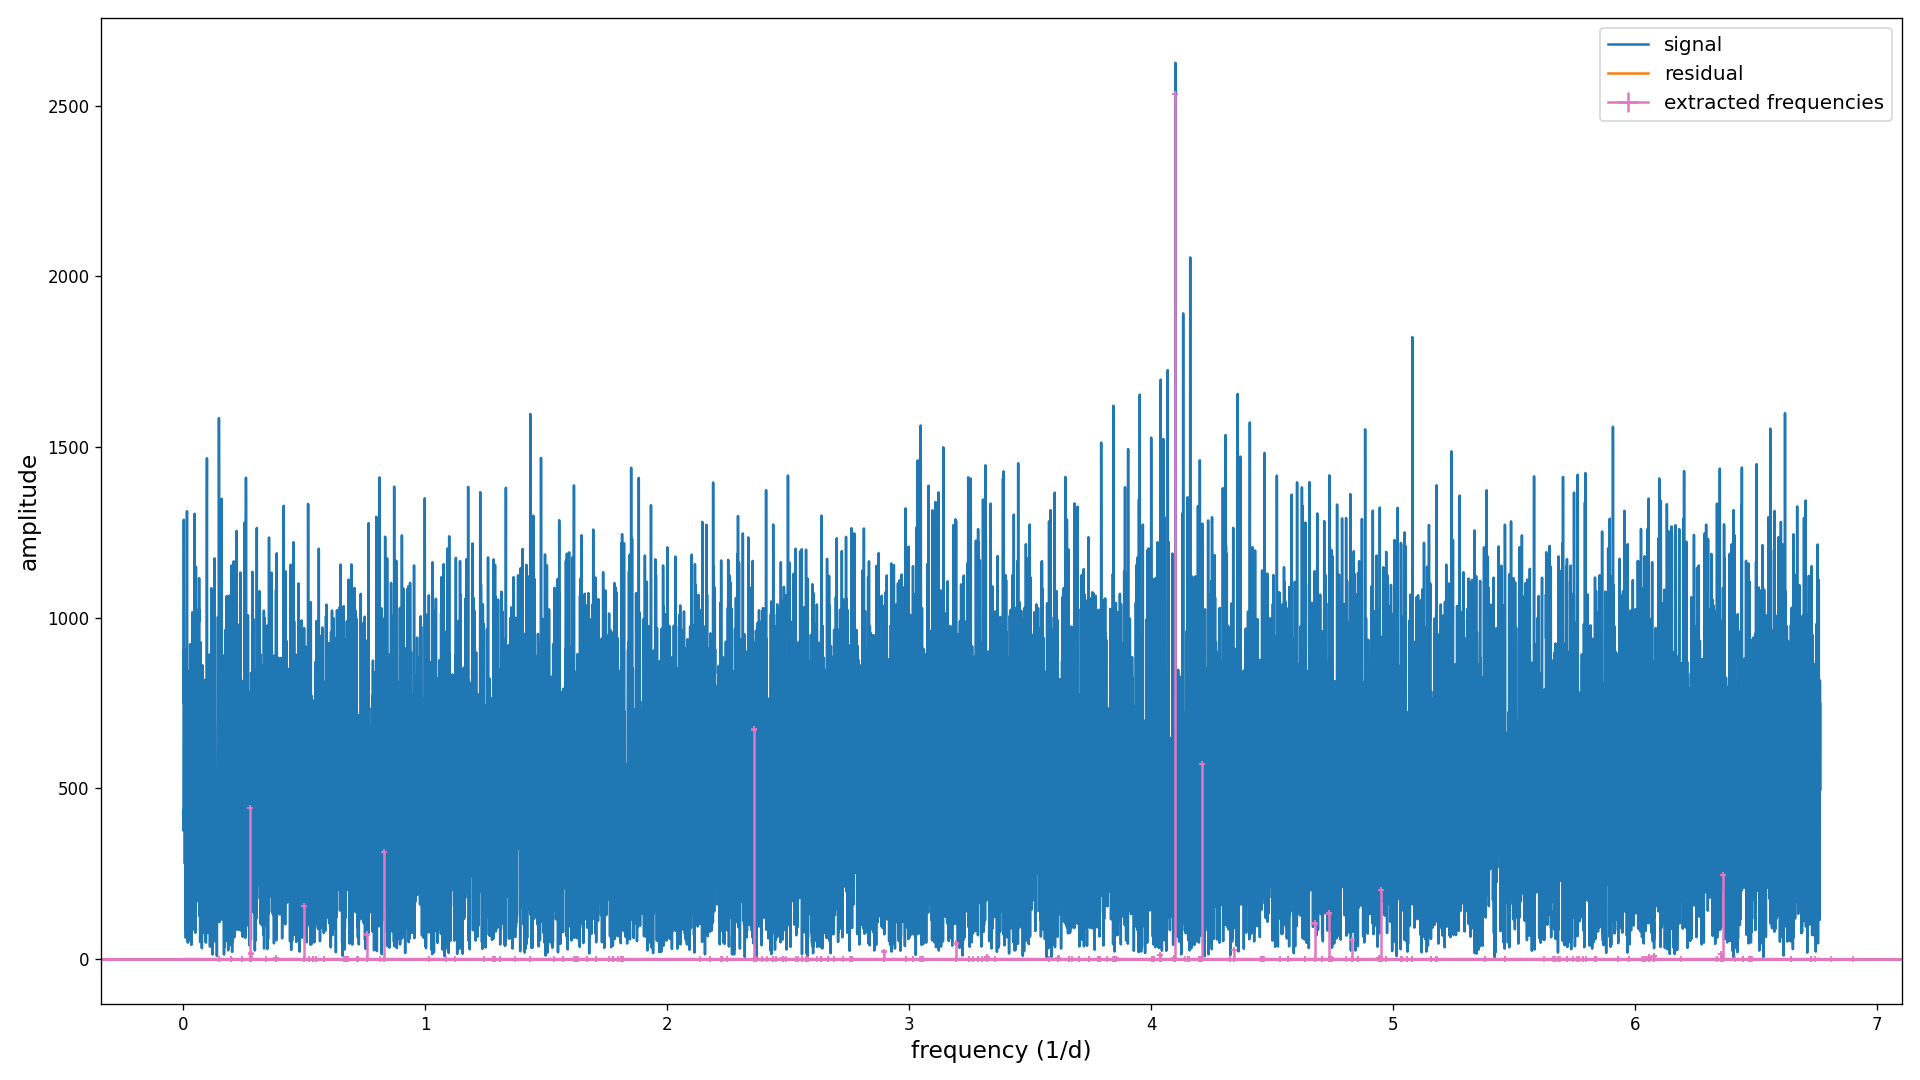 signal
residual
extracted frequencies
2500
2000
1500
1000
500
0
amplitude
0 1 2 3 4 5 6 7
frequency (1/d)